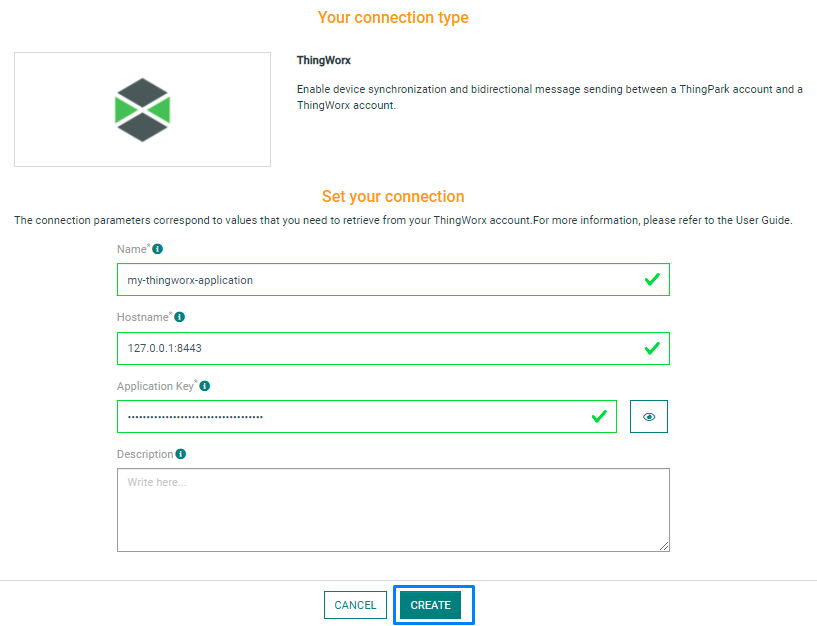 Your connection type
ThingWorx
Enable device synchronization and bidirectional message sending between a ThingPark account and a
ThingWorx account.
Set your connection
The connection parameters correspond to values that you need to retrieve from your ThingWorx account.For more information, please refer to the User Guide.
Name*
my-thingworx-application
Hostname*
127.0.0.1:8443
Application Key*
Description
Write here...
CANCEL CREATE